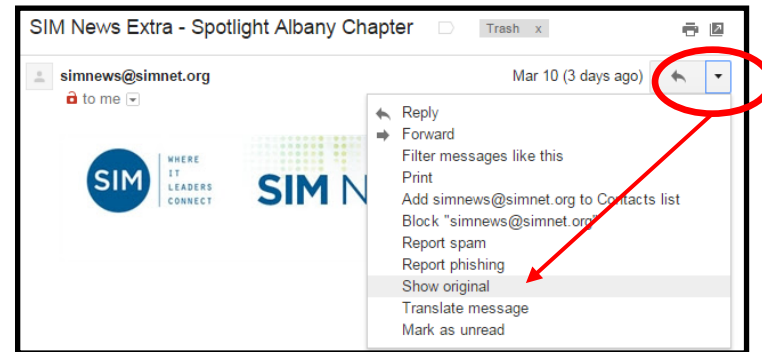 SIM News Extra - Spotlight Albany Chapter Trash x
simnews@simnet.org Mar 10 (3 days ago)
to me
SIM
WHERE
IT
LEADERS
CONNECT
SIM N
Reply
Forward
Filter messages like this
Print
Add simnews@simnet.org to Contacts list
Block "simnews@simnet.org"
Report spam
Report phishing
Show original
Translate message
Mark as unread